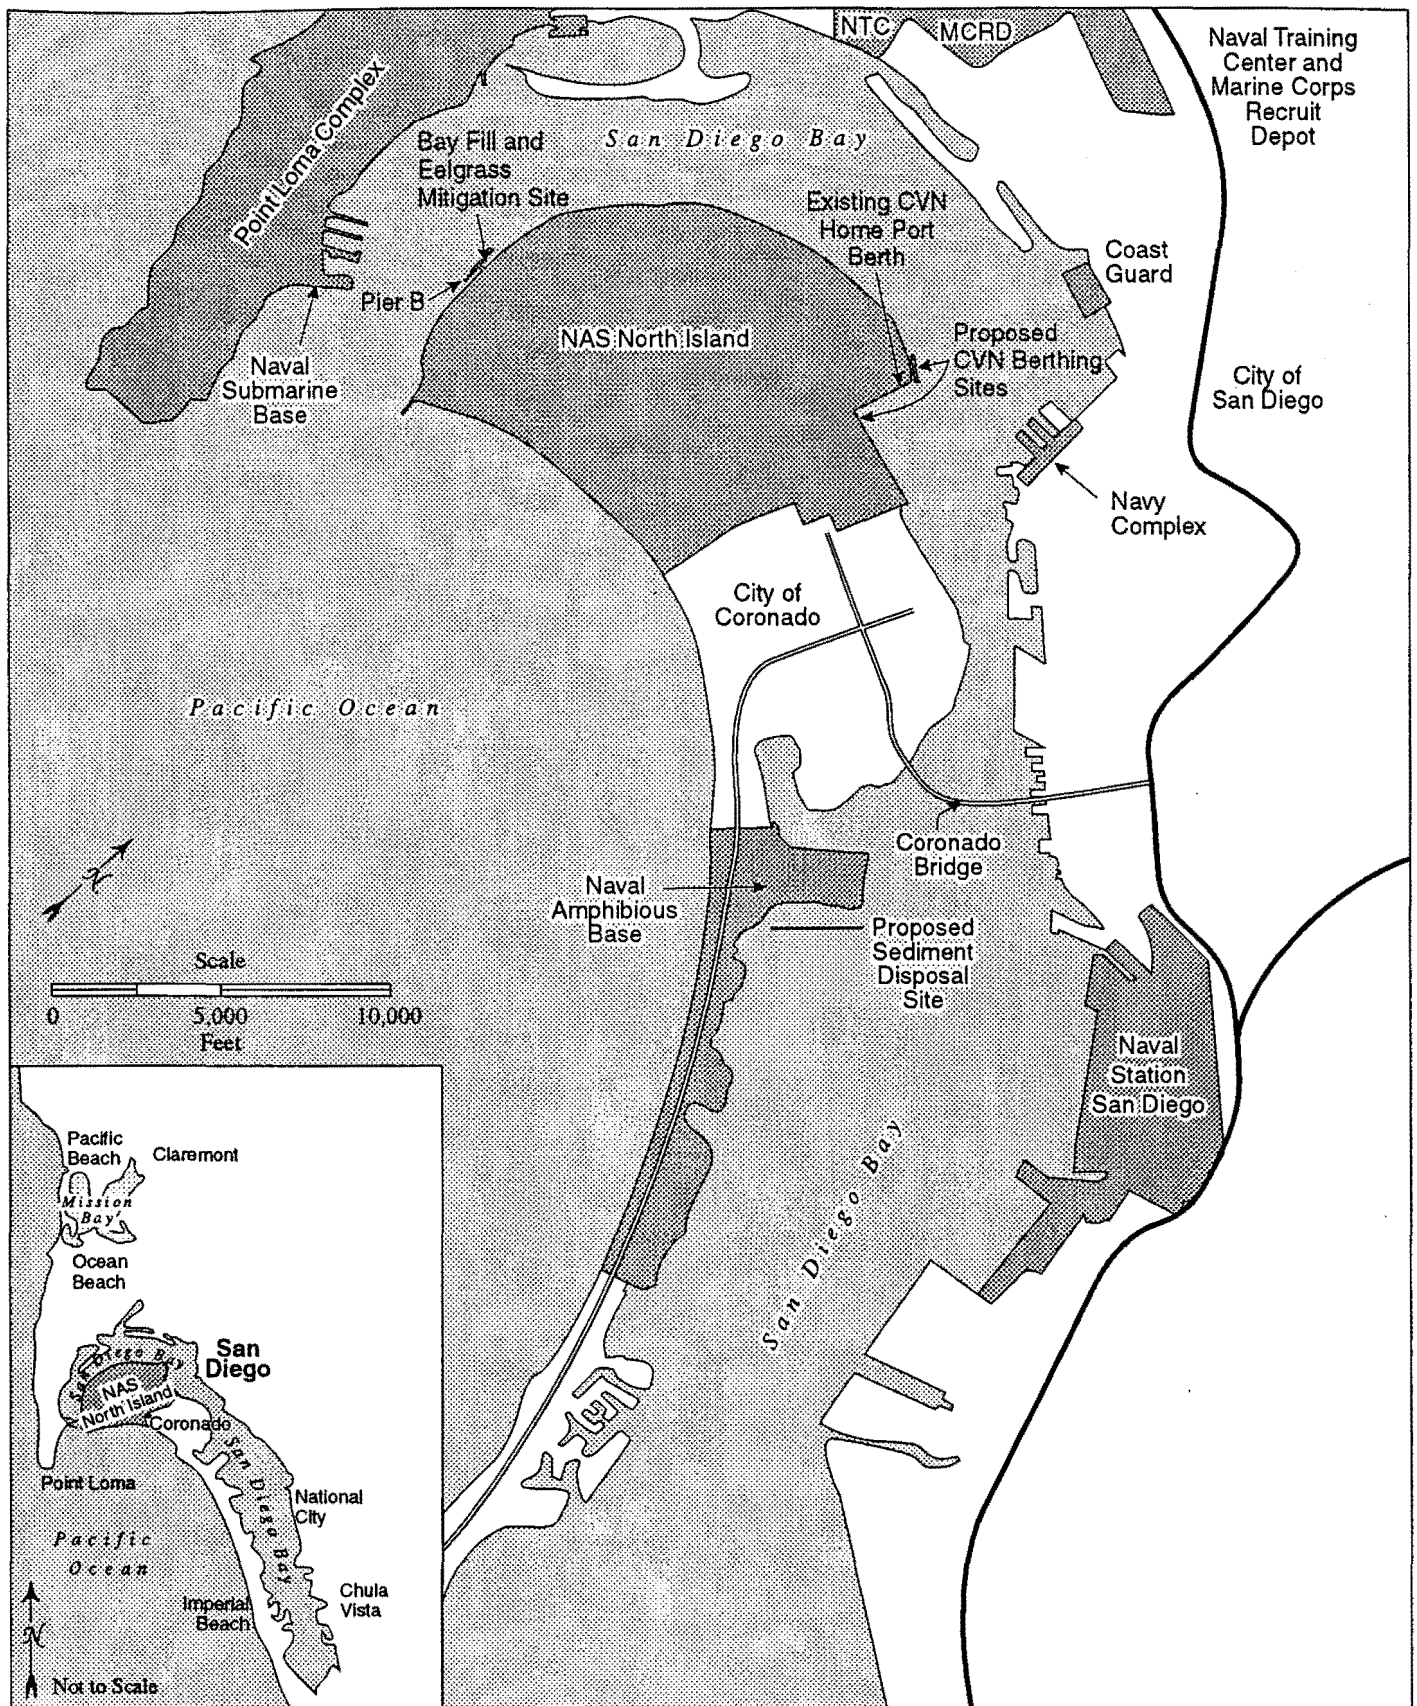 NTC
MCRD
Naval Training
Center and
Marine Corps
Recruit
Depot
Point Loma Complex
San Diego Bay
Bay Fill and
Eelgrass
Mitigation Site
Existing CVN
Home Port
Berth
Coast
Guard
Pier B
NAS North Island
Proposed
CVN Berthing
Sites
Naval
Submarine
Base
City of
San Diego
Navy
Complex
City of
Coronado
Pacific Ocean
Coronado
Bridge
N
Naval
Amphibious
Base
Proposed
Sediment
Disposal
Site
Scale
0 5,000 10,000
Feet
Naval
Station
San Diego
San Diego Bay
Pacific
Beach
Claremont
Mission
Bay
Ocean
Beach
San
Diego
San Diego Bay
NAS
North Island
Coronado
San Diego Bay
Point Loma
National
City
Pacific
Ocean
Imperial
Beach
Chula
Vista
N
Not to Scale